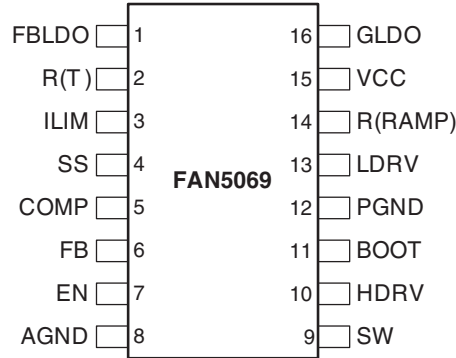 FBLDO 1 16 GLDO
R(T) 2 15 VCC
ILIM 3 14 R(RAMP)
SS 4 13 LDRV
FAN5069
COMP 5 12 PGND
FB 6 11 BOOT
EN 7 10 HDRV
AGND 8 9 SW